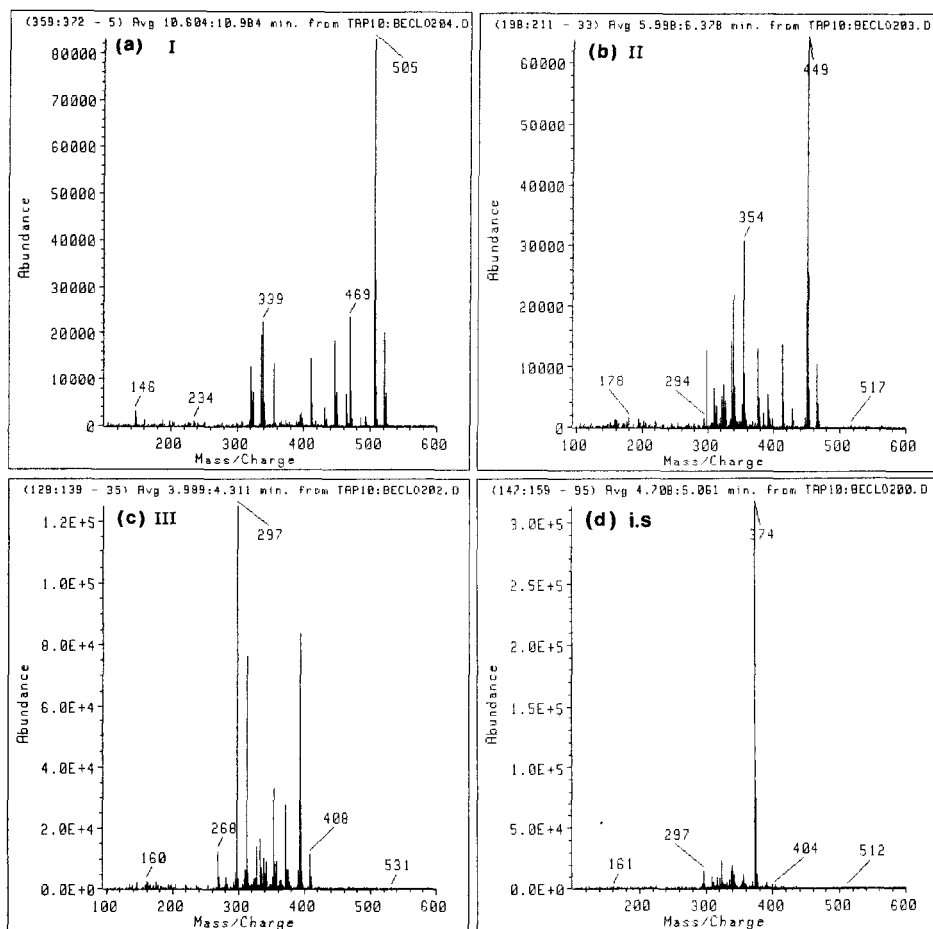 (359:372 - 5) Avg 10.604:10.984 min. from TAP10:BECLO204.D
(a) I
80000
70000
60000
50000
40000
30000
20000
10000
0
Abundance
505
339
469
146
234
200
300
400
500
600
Mass/Charge
(198:211 - 33) Avg 5.998:6.378 min. from TAP10:BECLO203.D
(b) II
60000
50000
40000
30000
20000
10000
0
Abundance
449
354
178
294
517
100
200
300
400
500
600
Mass/Charge
(129:139 - 35) Avg 3.999:4.311 min. from TAP10:BECLO202.D
(c) III
1.2E+5
1.0E+5
8.0E+4
6.0E+4
4.0E+4
2.0E+4
0.0E+0
Abundance
297
268
408
160
531
100
200
300
400
500
600
Mass/Charge
(147:159 - 95) Avg 4.708:5.061 min. from TAP10:BECLO200.D
(d) i.s
3.0E+5
2.5E+5
2.0E+5
1.5E+5
1.0E+5
5.0E+4
0.0E+0
Abundance
374
297
404
161
512
200
300
400
500
600
Mass/Charge